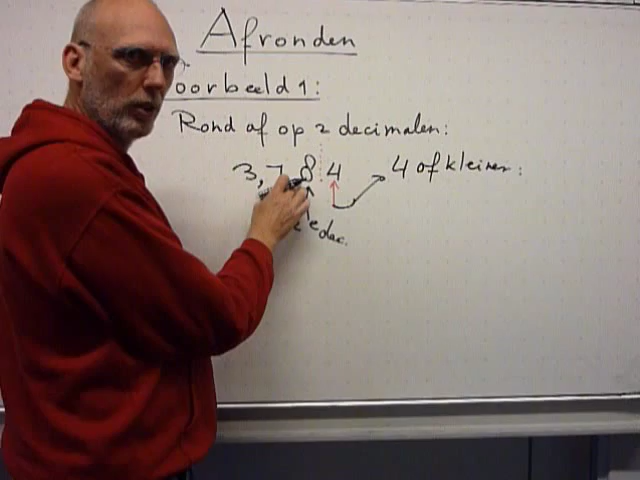 Afronden
oorbeeld 1:
Rond af op 2 decimalen:
3,784 4 of kleiner:
e dec.